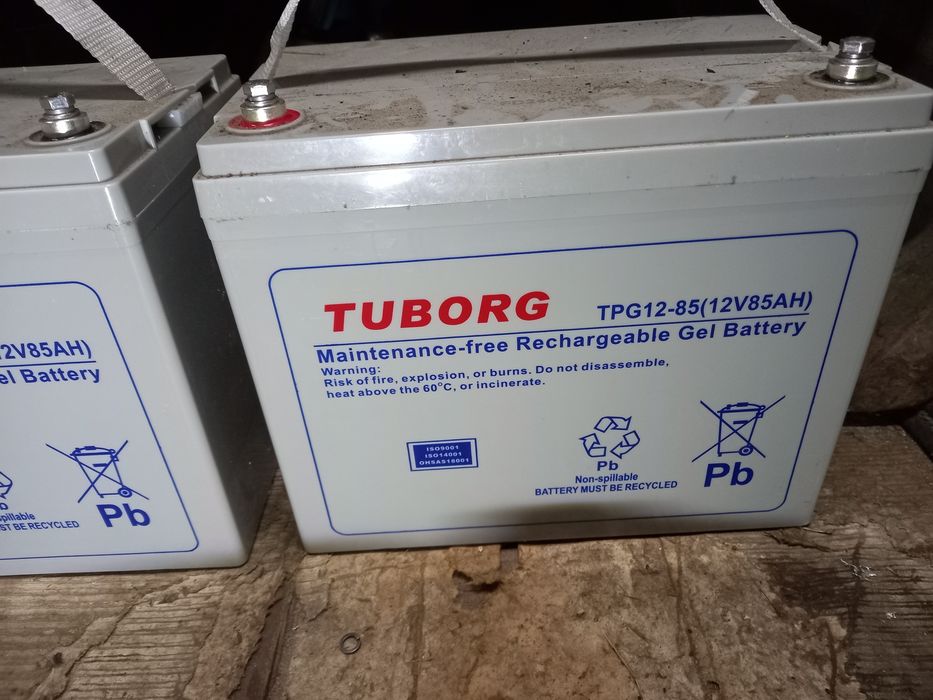 TUBORG TPG12-85(12V85AH)
Maintenance-free Rechargeable Gel Battery
Warning:
Risk of fire, explosion, or burns. Do not disassemble,
heat above the 60°C, or incinerate.
ISO9001
ISO14001
OHSAS18001
Pb
Non-spillable
BATTERY MUST BE RECYCLED
Pb
2V85AH)
el Battery
pillable
ST BE RECYCLED
Pb